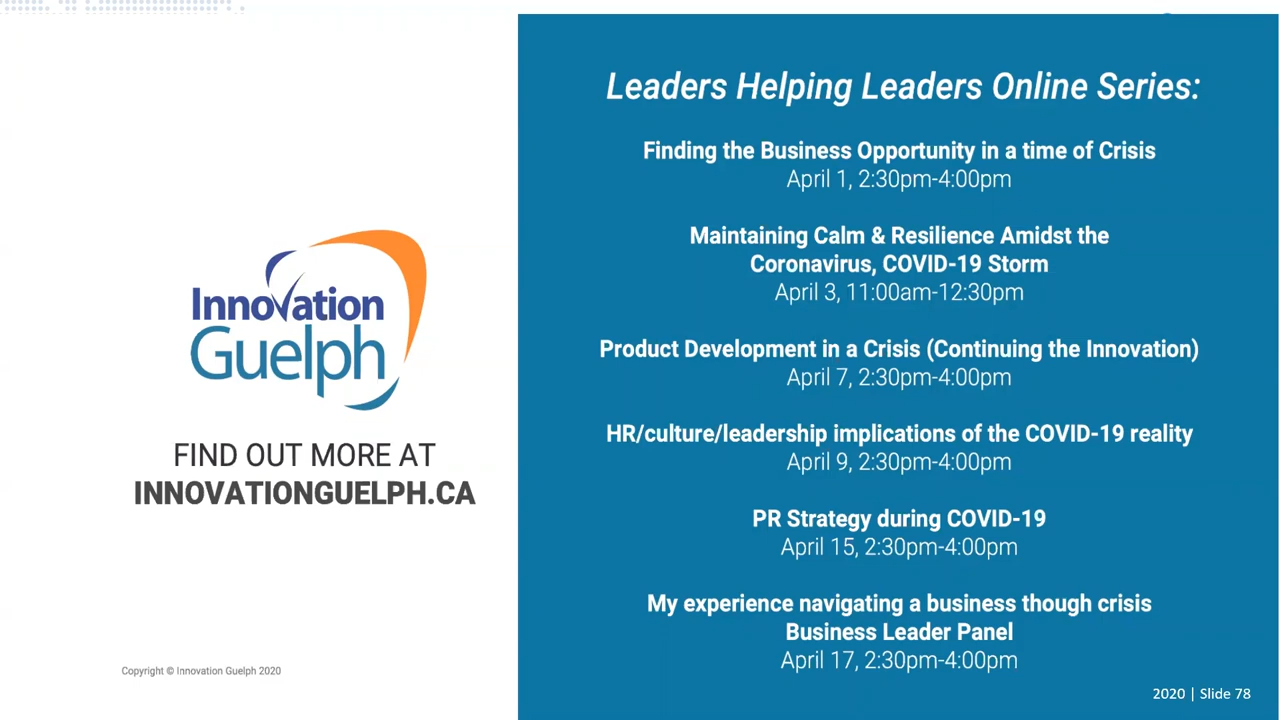 Innovation
Guelph
FIND OUT MORE AT
INNOVATIONGUELPH.CA
Copyright © Innovation Guelph 2020
Leaders Helping Leaders Online Series:
Finding the Business Opportunity in a time of Crisis
April 1, 2:30pm-4:00pm
Maintaining Calm & Resilience Amidst the
Coronavirus, COVID-19 Storm
April 3, 11:00am-12:30pm
Product Development in a Crisis (Continuing the Innovation)
April 7, 2:30pm-4:00pm
HR/culture/leadership implications of the COVID-19 reality
April 9, 2:30pm-4:00pm
PR Strategy during COVID-19
April 15, 2:30pm-4:00pm
My experience navigating a business though crisis
Business Leader Panel
April 17, 2:30pm-4:00pm
2020 | Slide 78